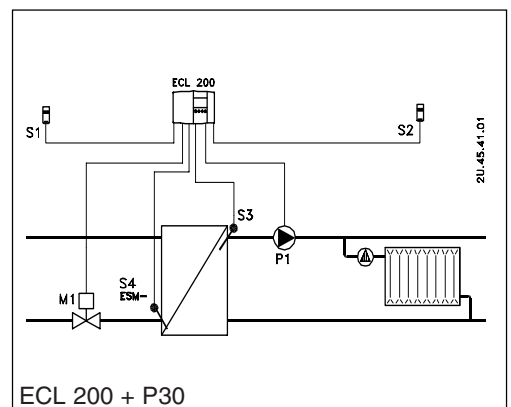 ECL 200
S1
S2
2U.45.41.01
S3
P1
S4
ESM-
M1
ECL 200 + P30